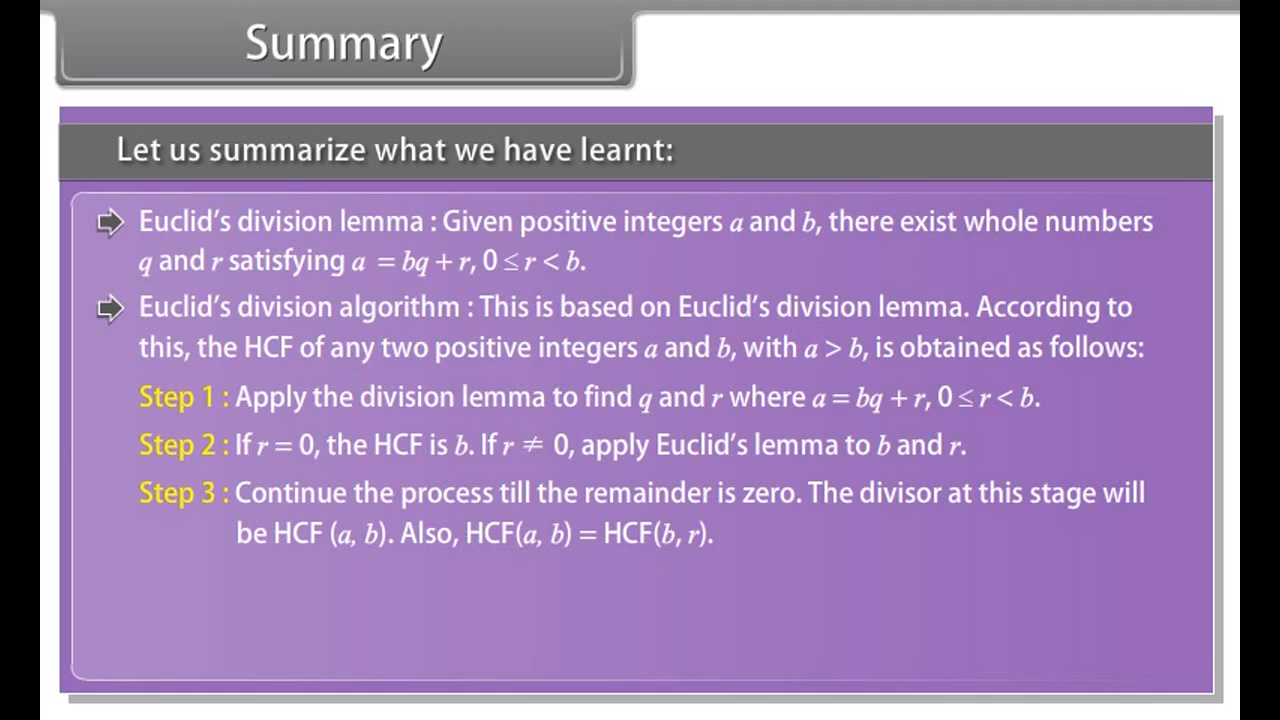 Summary
Let us summarize what we have learnt:
Euclid's division lemma : Given positive integers a and b, there exist whole numbers
q and r satisfying a = bq + r, 0 ≤ r < b.
Euclid's division algorithm : This is based on Euclid's division lemma. According to
this, the HCF of any two positive integers a and b, with a > b, is obtained as follows:
Step 1 : Apply the division lemma to find q and r where a = bq + r, 0 ≤ r < b.
Step 2 : If r = 0, the HCF is b. If r ≠ 0, apply Euclid's lemma to b and r.
Step 3 : Continue the process till the remainder is zero. The divisor at this stage will
be HCF (a, b). Also, HCF(a, b) = HCF(b, r).